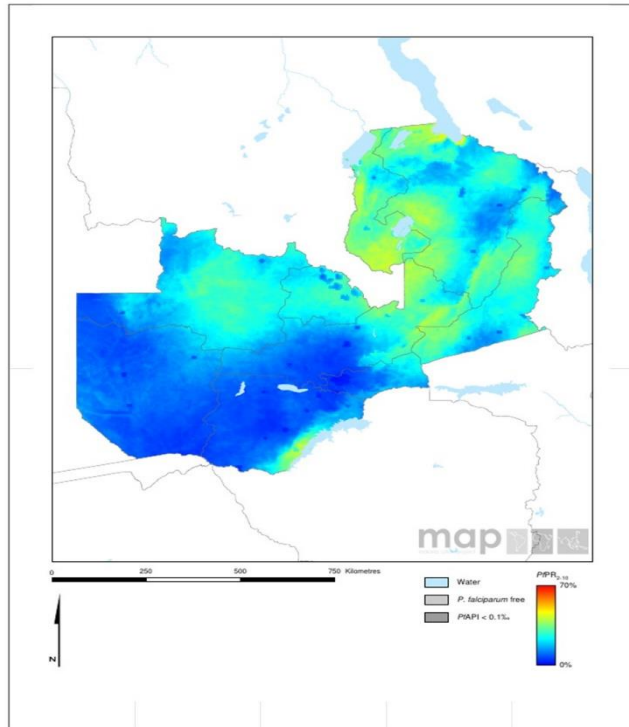 map
0 250 500 750 Kilometres
Water
P. falciparum free
PfAPI < 0.1‰
N
PfPR2-10
70%
0%